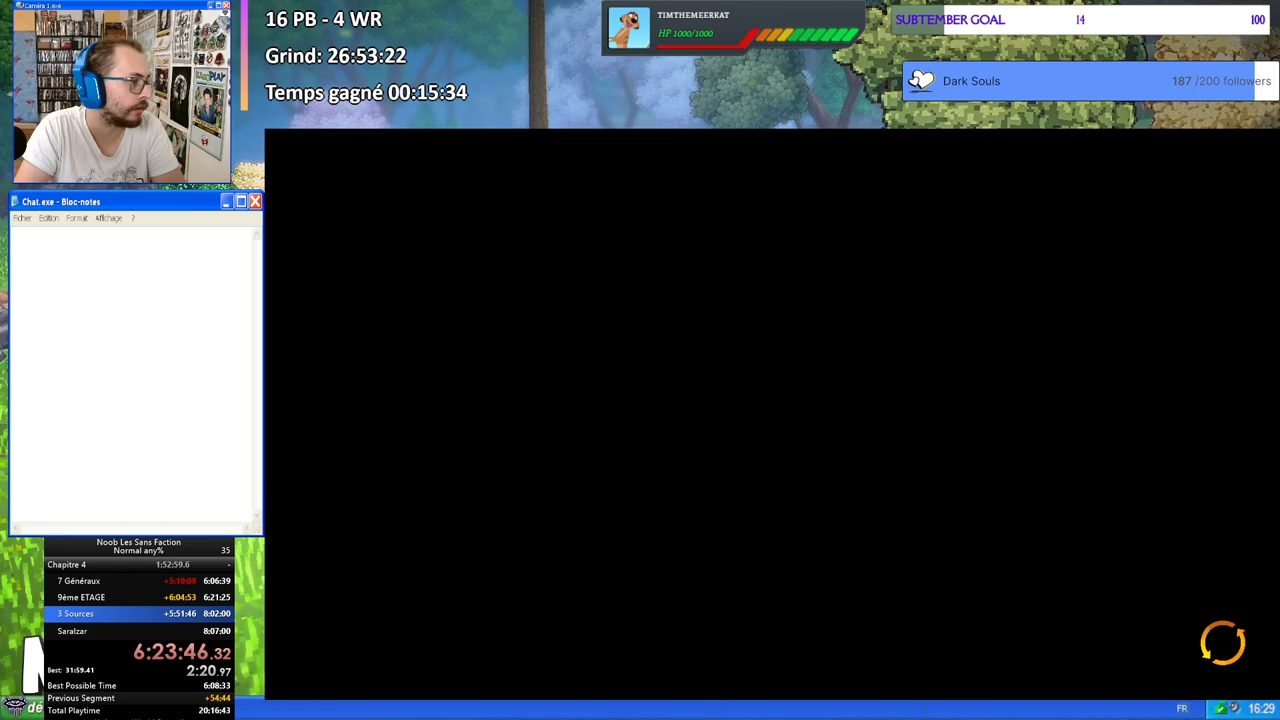 Caméra 1.exe
16 PB - 4 WR
Grind: 26:53:22
Temps gagné 00:15:34
TIMTHEMEERKAT
HP 1000/1000
SUBTEMBER GOAL 14 100
Dark Souls 187 /200 followers
Chat.exe - Bloc-notes
Fichier Edition Format Affichage ?
Noob Les Sans Faction
Normal any% 35
Chapitre 4 1:52:59.6 -
7 Généraux +5:10:09 6:06:39
9ème ETAGE +6:04:53 6:21:25
3 Sources +5:51:46 8:02:00
Saralzar 8:07:00
6:23:46.32
Best: 31:59.41 2:20.97
Best Possible Time 6:08:33
Previous Segment +54:44
Total Playtime 20:16:43
dé
FR 16:29